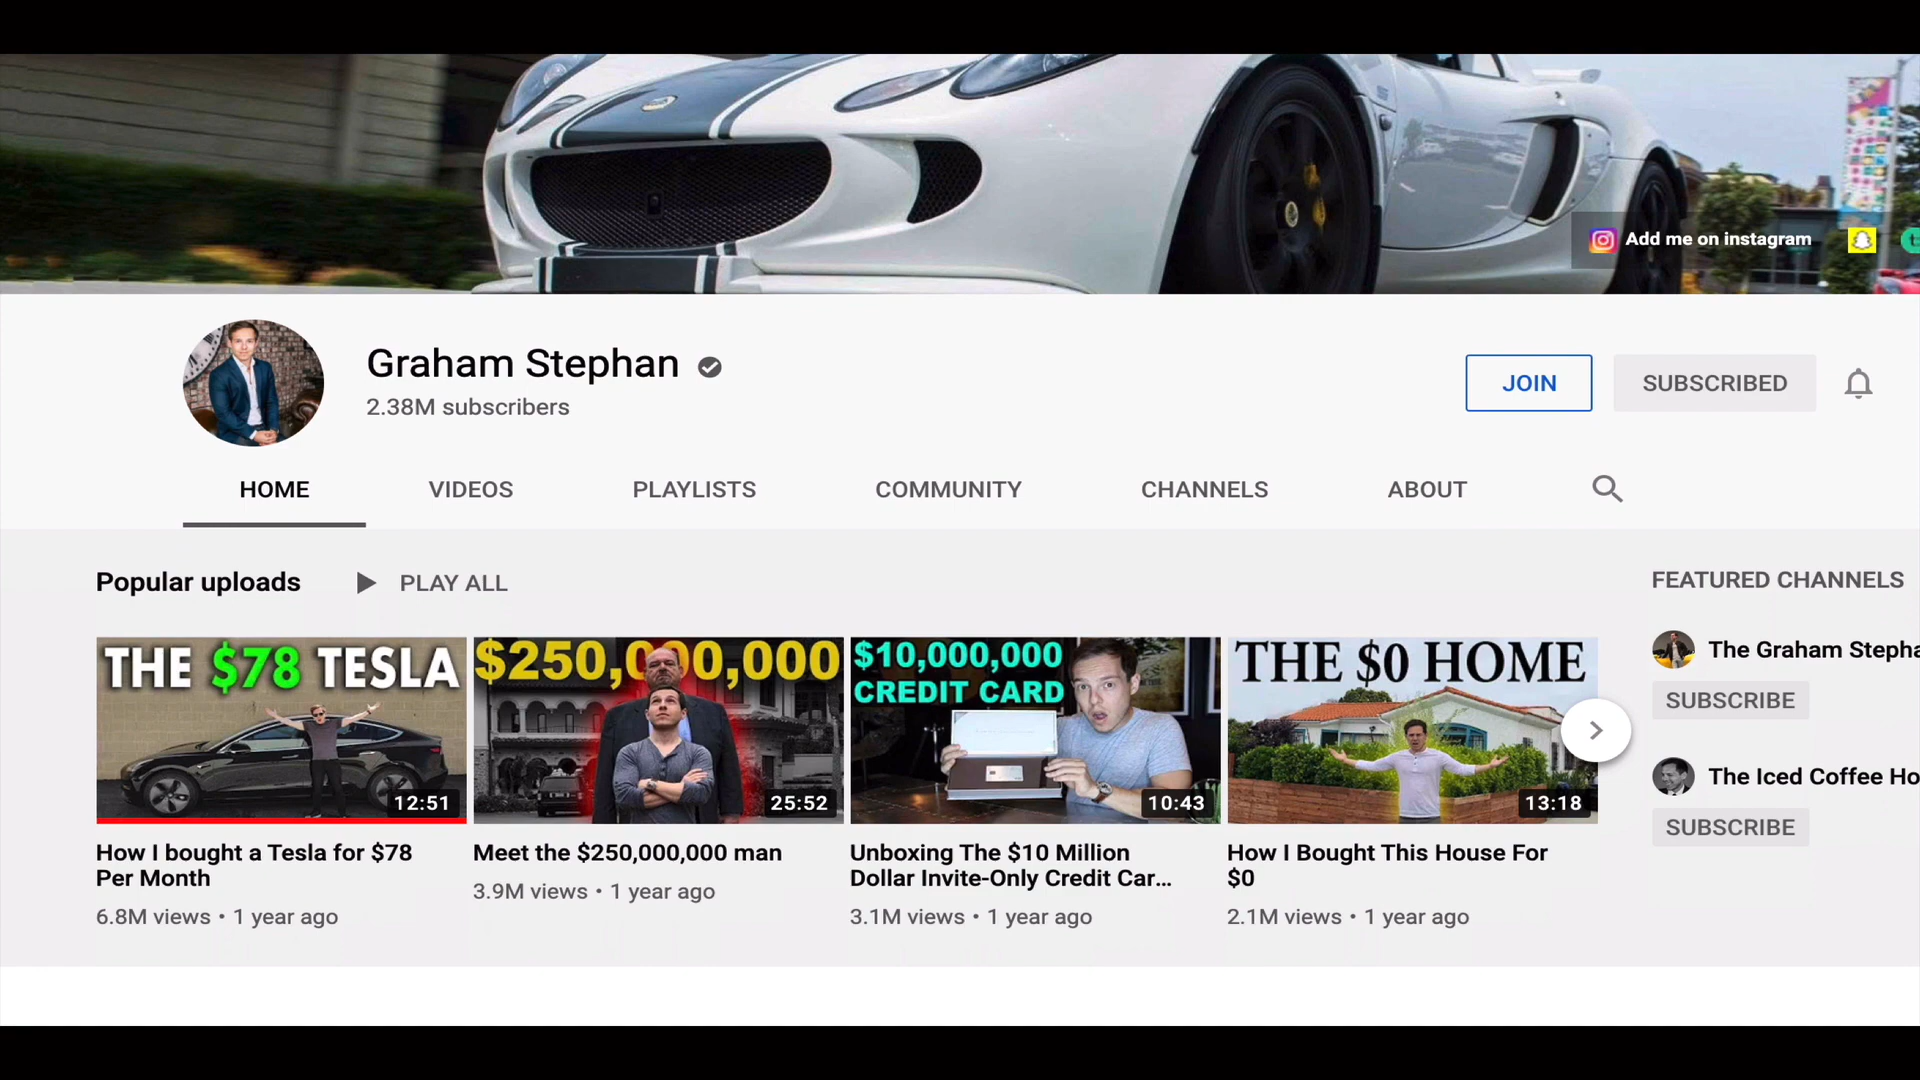 Add me on instagram
Graham Stephan
2.38M subscribers
JOIN
SUBSCRIBED
HOME
VIDEOS
PLAYLISTS
COMMUNITY
CHANNELS
ABOUT
Popular uploads
PLAY ALL
FEATURED CHANNELS
THE $78 TESLA
12:51
How I bought a Tesla for $78
Per Month
6.8M views • 1 year ago
$250,000,000
25:52
Meet the $250,000,000 man
3.9M views • 1 year ago
$10,000,000
CREDIT CARD
10:43
Unboxing The $10 Million
Dollar Invite-Only Credit Car...
3.1M views • 1 year ago
THE $0 HOME
13:18
How I Bought This House For
$0
2.1M views • 1 year ago
The Graham Stepha
SUBSCRIBE
The Iced Coffee Ho
SUBSCRIBE